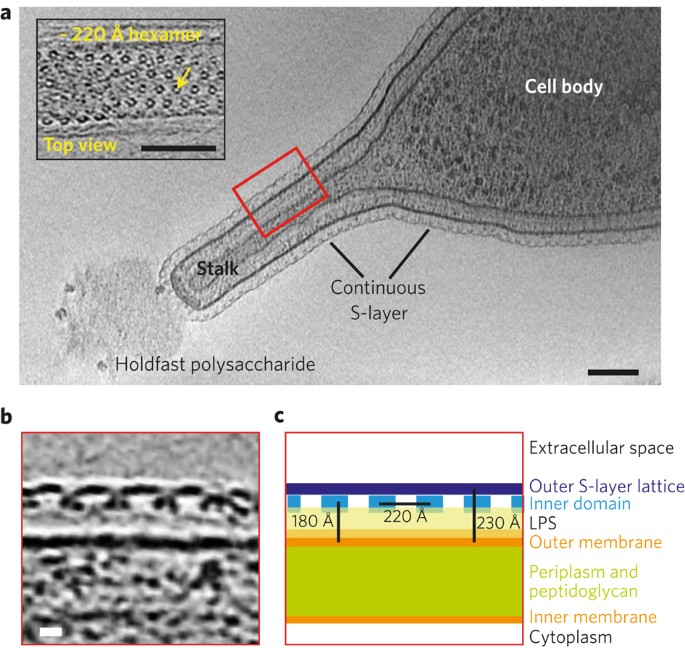 a
~ 220 Å hexamer
Top view
Cell body
Stalk
Continuous
S-layer
Holdfast polysaccharide
b
c
Extracellular space
Outer S-layer lattice
Inner domain
180 Å
220 Å
230 Å
LPS
Outer membrane
Periplasm and
peptidoglycan
Inner membrane
Cytoplasm